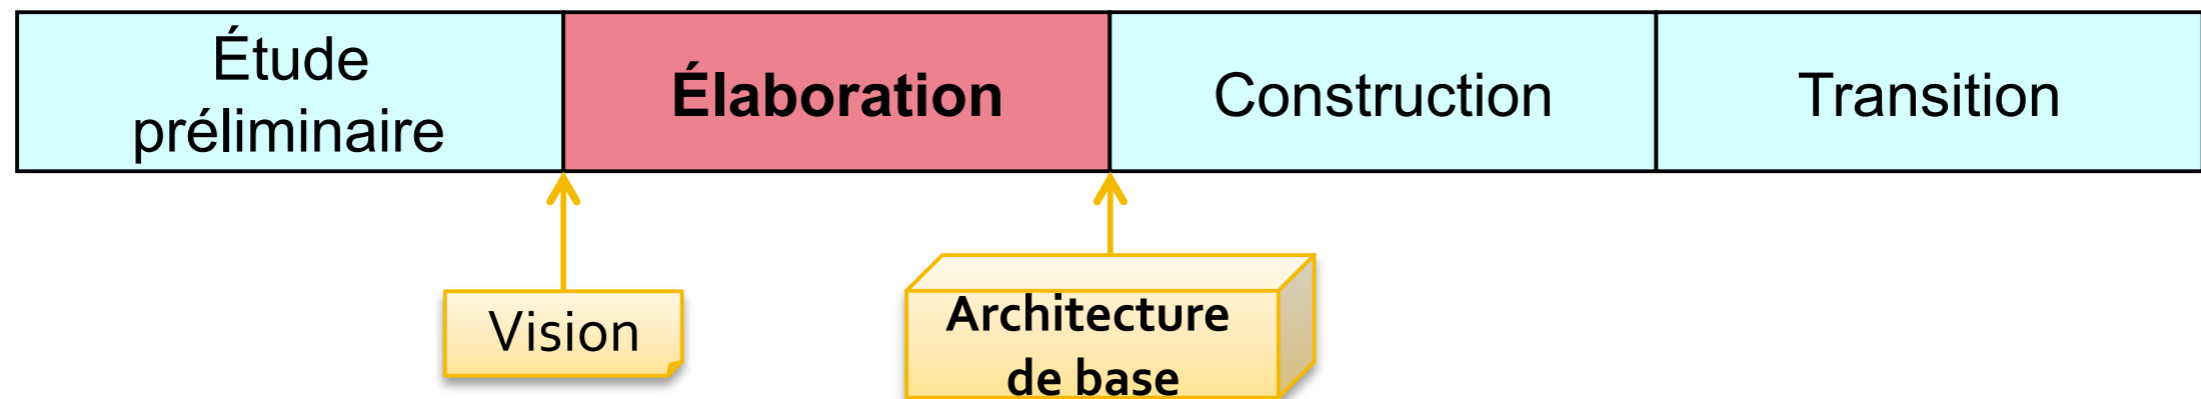 Étude
préliminaire
Élaboration
Construction
Transition
Vision
Architecture
de base